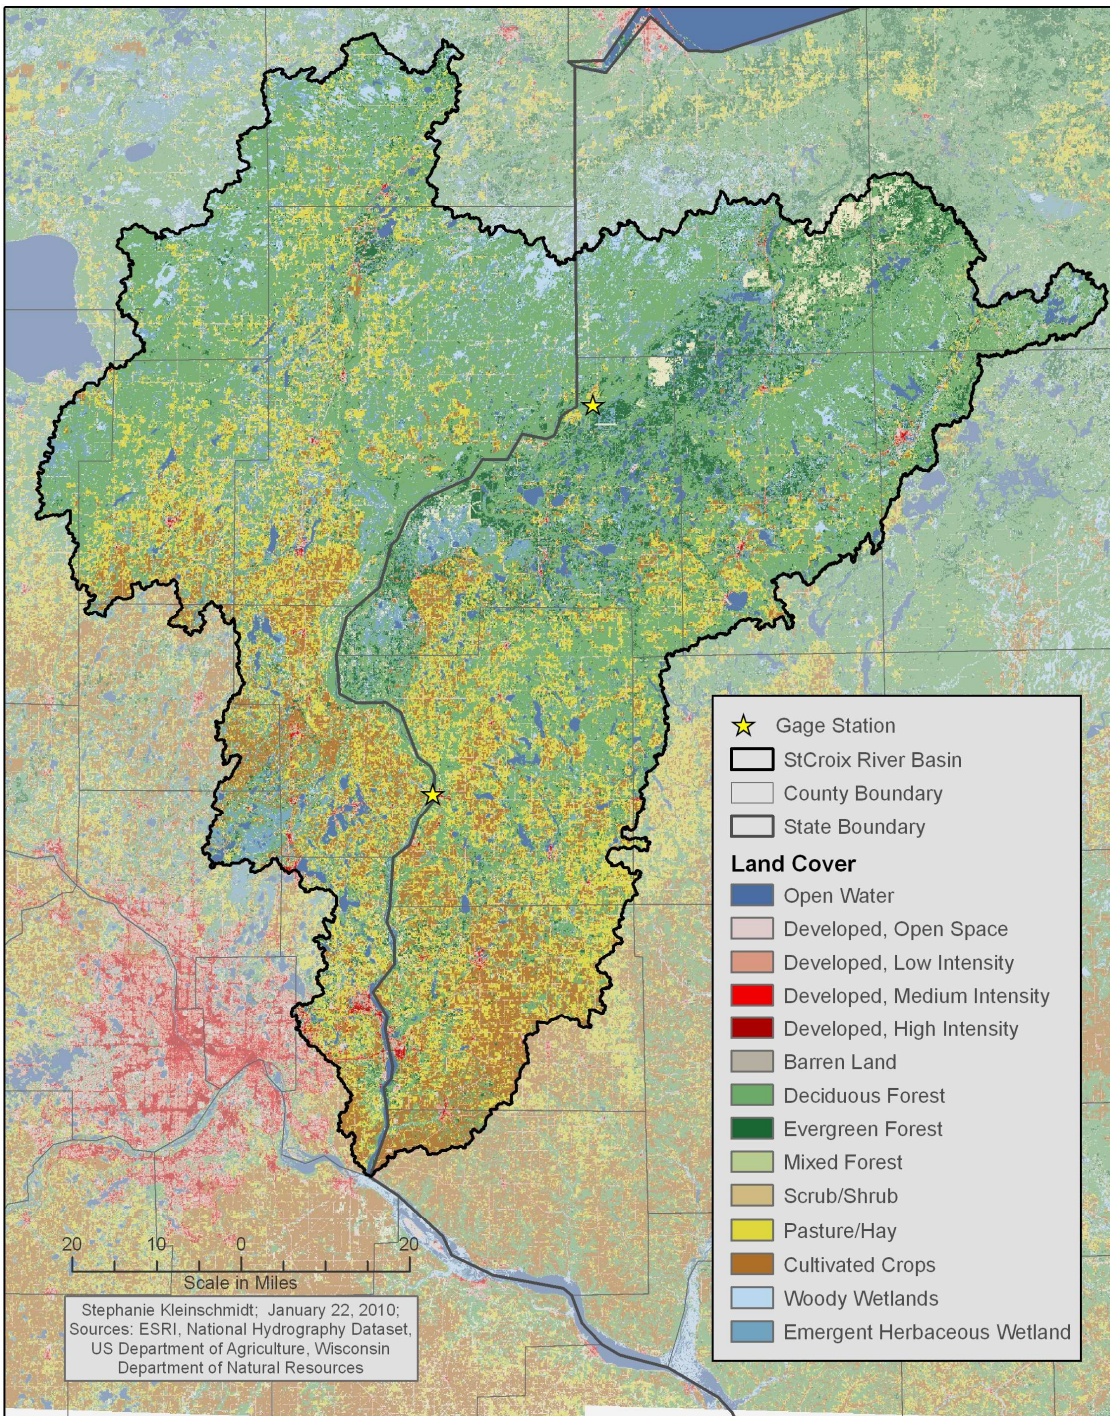 Gage Station
StCroix River Basin
County Boundary
State Boundary
Land Cover
Open Water
Developed, Open Space
Developed, Low Intensity
Developed, Medium Intensity
Developed, High Intensity
Barren Land
Deciduous Forest
Evergreen Forest
Mixed Forest
Scrub/Shrub
Pasture/Hay
Cultivated Crops
Woody Wetlands
Emergent Herbaceous Wetland
20 10 0 20
Scale in Miles
Stephanie Kleinschmidt; January 22, 2010;
Sources: ESRI, National Hydrography Dataset,
US Department of Agriculture, Wisconsin
Department of Natural Resources